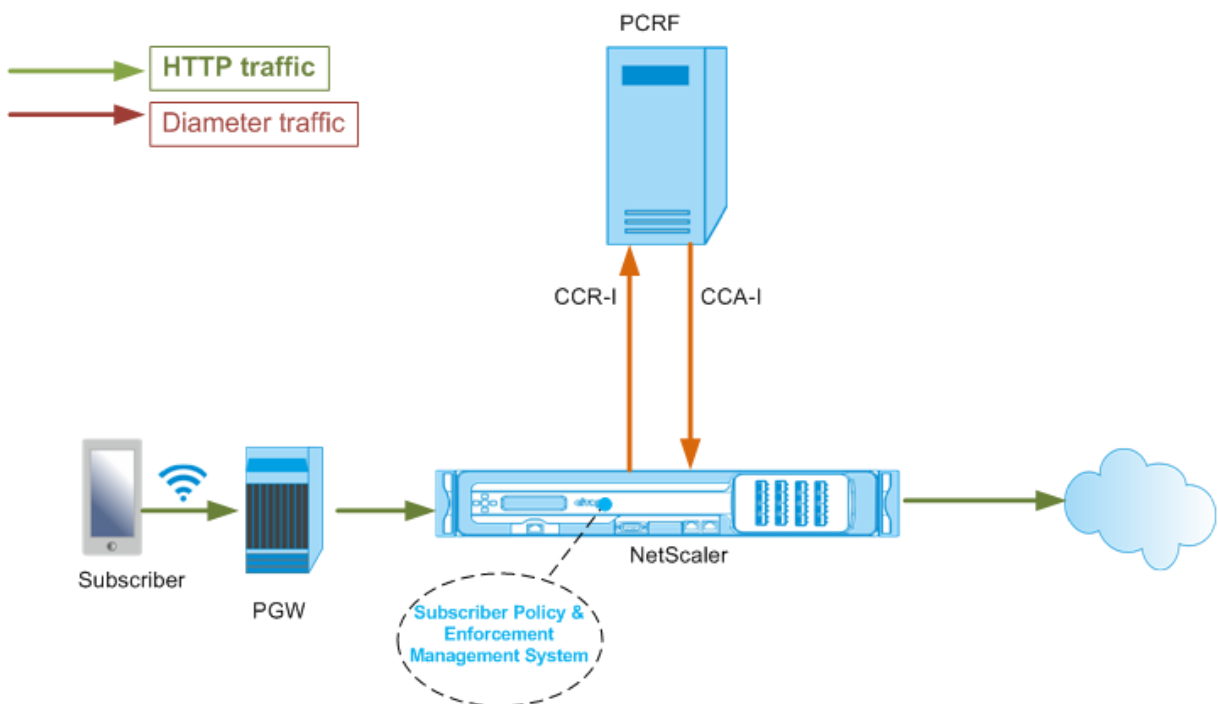 PCRF
HTTP traffic
Diameter traffic
CCR-I
CCA-I
NetScaler
Subscriber
PGW
Subscriber Policy &
Enforcement
Management System